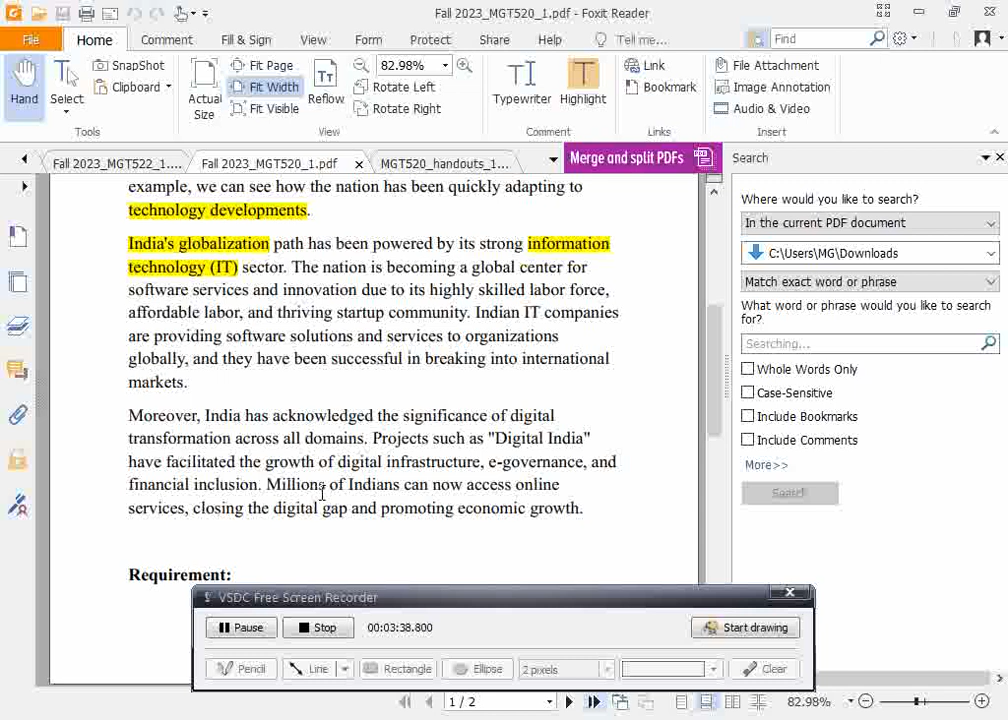 Fall 2023_MGT520_1.pdf - Foxit Reader
File
Home
Comment
Fill & Sign
View
Form
Protect
Share
Help
Tell me...
Find
Hand
Select
SnapShot
Clipboard
Tools
Actual
Size
Fit Page
Fit Width
Fit Visible
Reflow
82.98%
Rotate Left
Rotate Right
View
Typewriter
Highlight
Comment
Link
Bookmark
Links
File Attachment
Image Annotation
Audio & Video
Insert
Fall 2023_MGT522_1....
Fall 2023_MGT520_1.pdf
MGT520_handouts_1...
Merge and split PDFs
Search
example, we can see how the nation has been quickly adapting to
technology developments.
India's globalization path has been powered by its strong information
technology (IT) sector. The nation is becoming a global center for
software services and innovation due to its highly skilled labor force,
affordable labor, and thriving startup community. Indian IT companies
are providing software solutions and services to organizations
globally, and they have been successful in breaking into international
markets.
Moreover, India has acknowledged the significance of digital
transformation across all domains. Projects such as "Digital India"
have facilitated the growth of digital infrastructure, e-governance, and
financial inclusion. Millions of Indians can now access online
services, closing the digital gap and promoting economic growth.
Requirement:
Where would you like to search?
In the current PDF document
C:\Users\MG\Downloads
Match exact word or phrase
What word or phrase would you like to search
for?
Searching...
Whole Words Only
Case-Sensitive
Include Bookmarks
Include Comments
More>>
Search
VSDC Free Screen Recorder
Pause
Stop
00:03:38.800
Start drawing
Pencil
Line
Rectangle
Ellipse
2 pixels
Clear
1 / 2
82.98%